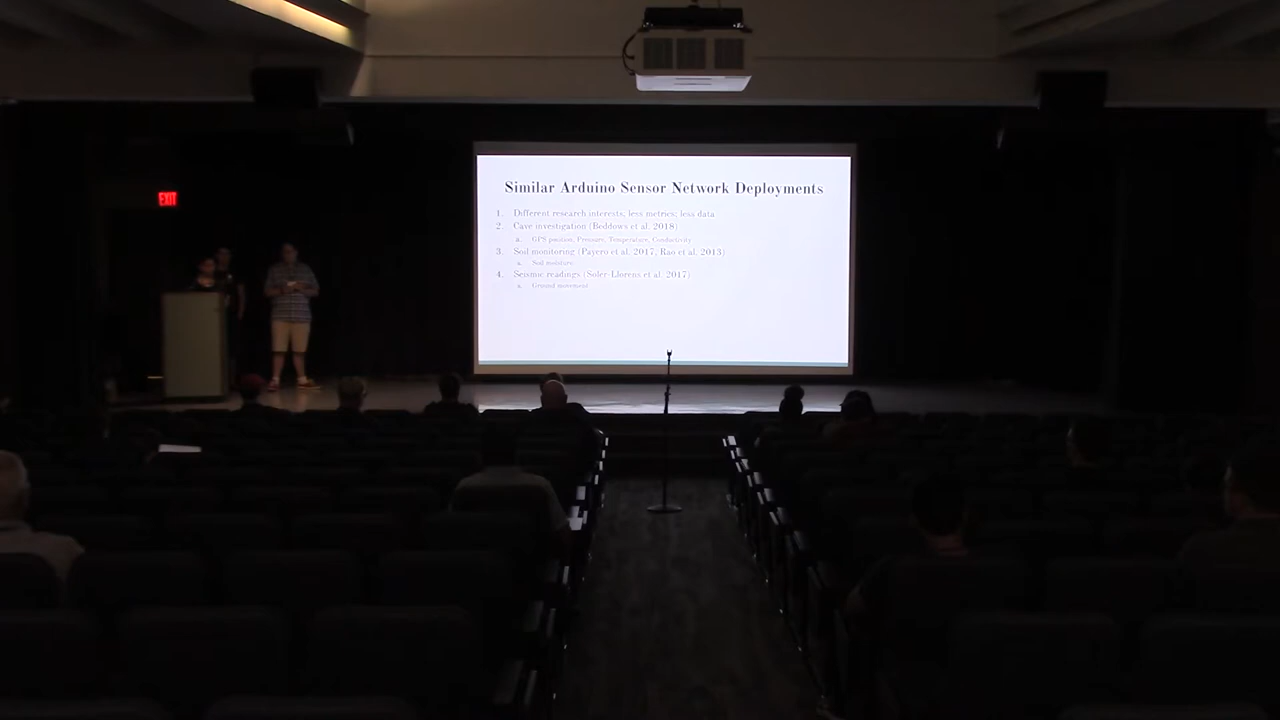 EXIT
Similar Arduino Sensor Network Deployments
1. Different research interests; less metrics; less data
2. Cave investigation (Beddows et al. 2018)
a. GPS position, Pressure, Temperature, Conductivity
3. Soil monitoring (Payero et al. 2017; Rao et al. 2013)
a. Soil moisture
4. Seismic readings (Soler-Llorens et al. 2017)
a. Ground movement